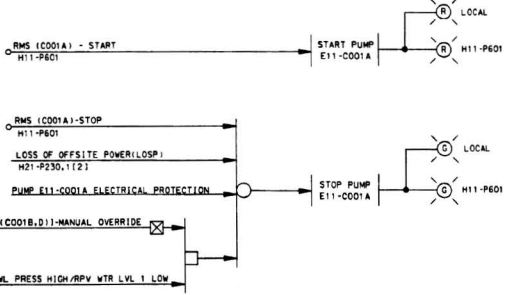 R LOCAL
RMS (C001A) - START
H11-P601
START PUMP
E11-C001A
R H11-P601
RMS (C001A)-STOP
H11-P601
LOSS OF OFFSITE POWER(LOSP)
H21-P230,1[2]
G LOCAL
PUMP E11-C001A ELECTRICAL PROTECTION
STOP PUMP
E11-C001A
G H11-P601
(C001B,D)]-MANUAL OVERRIDE
WL PRESS HIGH/RPV WTR LVL 1 LOW